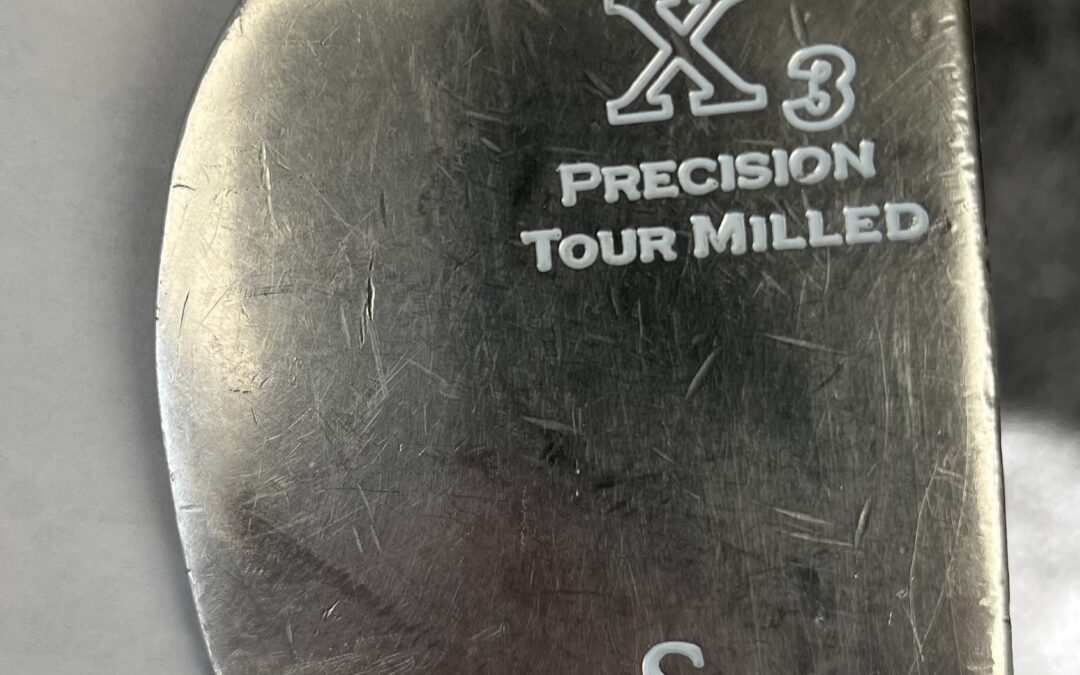 X3
PRECISION
TOUR MILLED
S